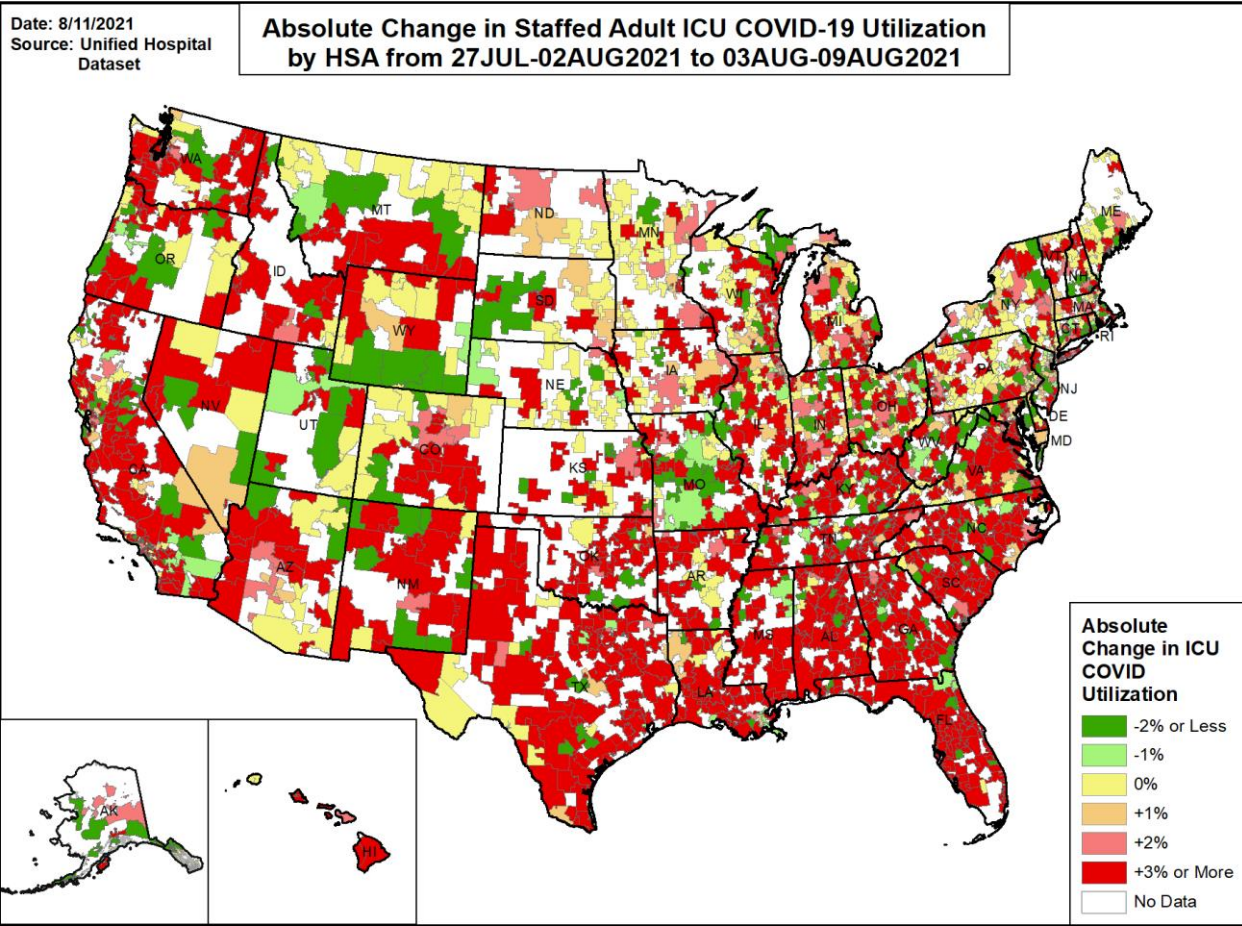 Date: 8/11/2021
Source: Unified Hospital
Dataset
Absolute Change in Staffed Adult ICU COVID-19 Utilization
by HSA from 27JUL-02AUG2021 to 03AUG-09AUG2021
WA
MT
ND
MN
ME
OR
ID
SD
WI
MI
NY
VT
NH
MA
CT
RI
WY
NE
IA
PA
NJ
NV
UT
CO
KS
MO
IL
IN
OH
WV
DE
MD
VA
CA
KY
AZ
NM
OK
AR
TN
NC
SC
TX
LA
MS
AL
GA
FL
AK
HI
Absolute
Change in ICU
COVID
Utilization
-2% or Less
-1%
0%
+1%
+2%
+3% or More
No Data